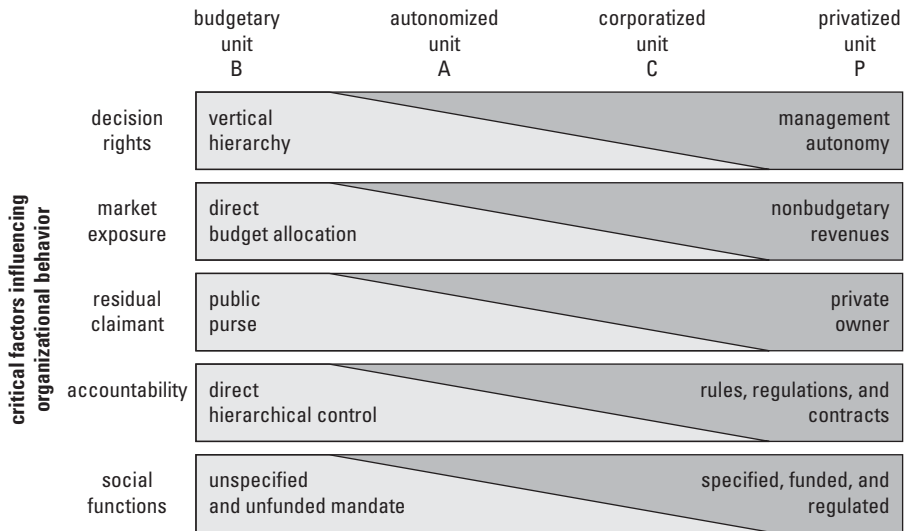 budgetary
unit
B
autonomized
unit
A
corporatized
unit
C
privatized
unit
P
critical factors influencing
organizational behavior
decision
rights
vertical
hierarchy
management
autonomy
market
exposure
direct
budget allocation
nonbudgetary
revenues
residual
claimant
public
purse
private
owner
accountability
direct
hierarchical control
rules, regulations, and
contracts
social
functions
unspecified
and unfunded mandate
specified, funded, and
regulated